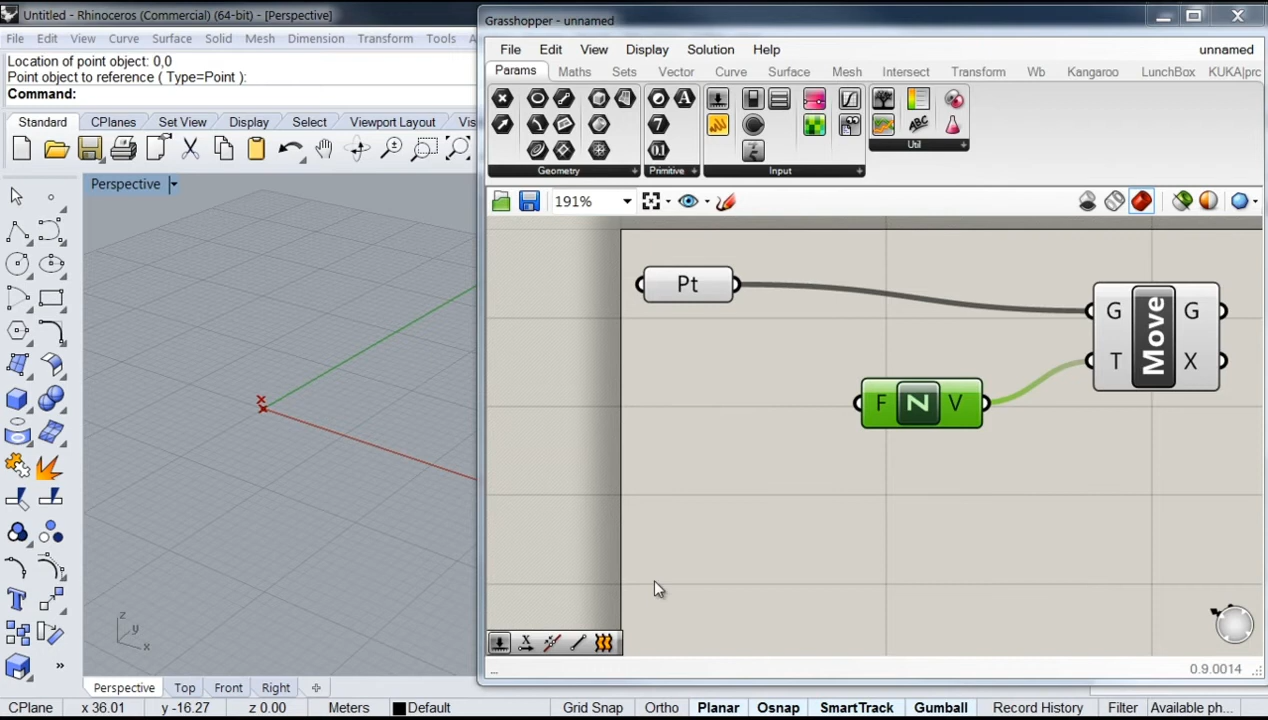 Untitled - Rhinoceros (Commercial) (64-bit) - [Perspective]
File Edit View Curve Surface Solid Mesh Dimension Transform Tools A
Location of point object: 0,0
Point object to reference ( Type=Point ):
Command:
Standard CPlanes Set View Display Select Viewport Layout Vis
Perspective
z
y
x
Perspective Top Front Right
Grasshopper - unnamed
File Edit View Display Solution Help unnamed
Params Maths Sets Vector Curve Surface Mesh Intersect Transform Wb Kangaroo LunchBox KUKA|prc
A
7
0.1
ABC
Geometry Primitive Input Util
191%
Pt
G Move G
T X
F Z V
X
... 0.9.0014
CPlane x 36.01 y -16.27 z 0.00 Meters Default Grid Snap Ortho Planar Osnap SmartTrack Gumball Record History Filter Available ph...